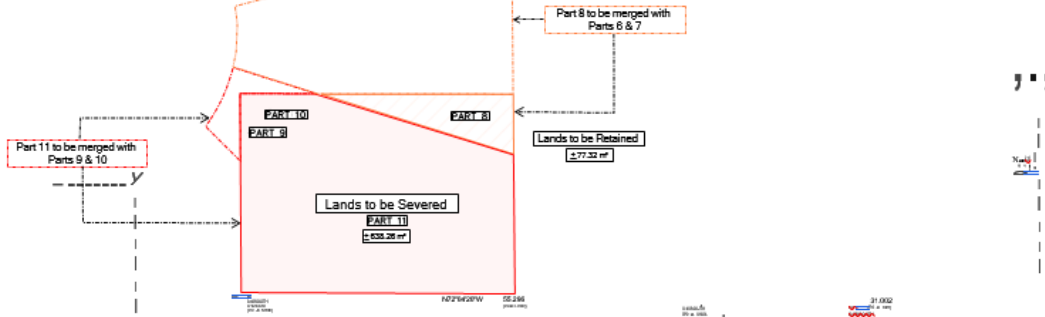 Part 8 to be merged with
Parts 6 & 7
PART 10
PART 8
PART 9
Lands to be Retained
±77.32 m²
Part 11 to be merged with
Parts 9 & 10
Lands to be Severed
PART 11
±638.26 m²
55.266
31.002